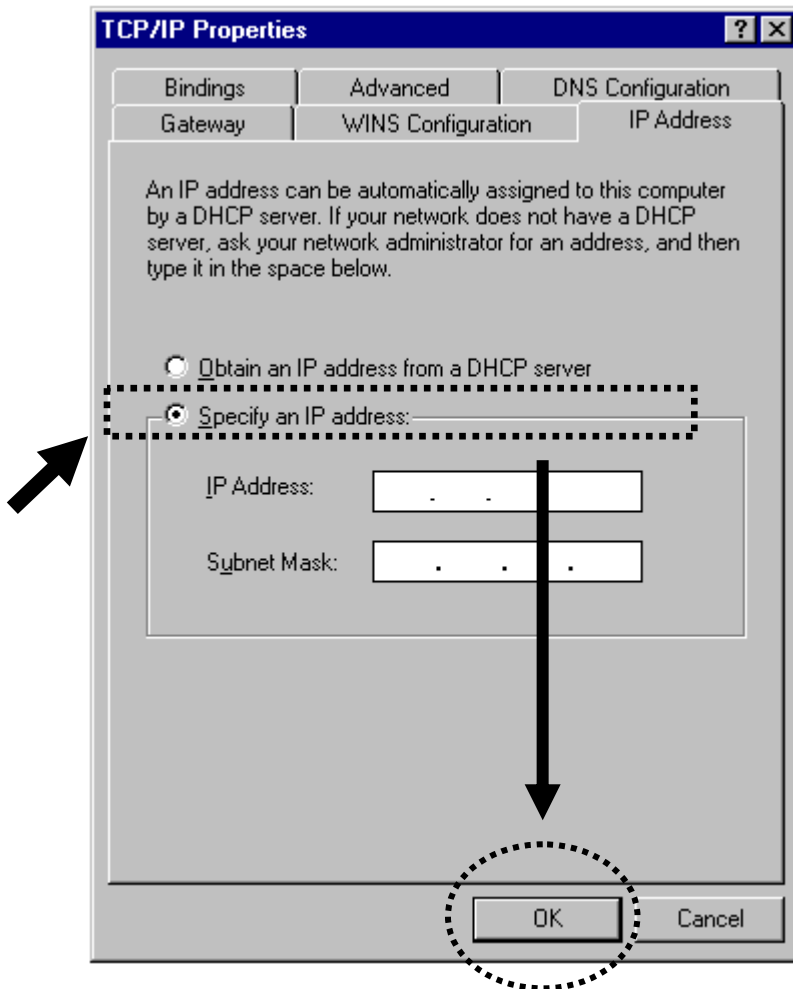 TCP/IP Properties
Bindings
Advanced
DNS Configuration
Gateway
WINS Configuration
IP Address
An IP address can be automatically assigned to this computer
by a DHCP server. If your network does not have a DHCP
server, ask your network administrator for an address, and then
type it in the space below.
Obtain an IP address from a DHCP server
Specify an IP address:
IP Address:
. .
Subnet Mask:
. . .
OK
Cancel